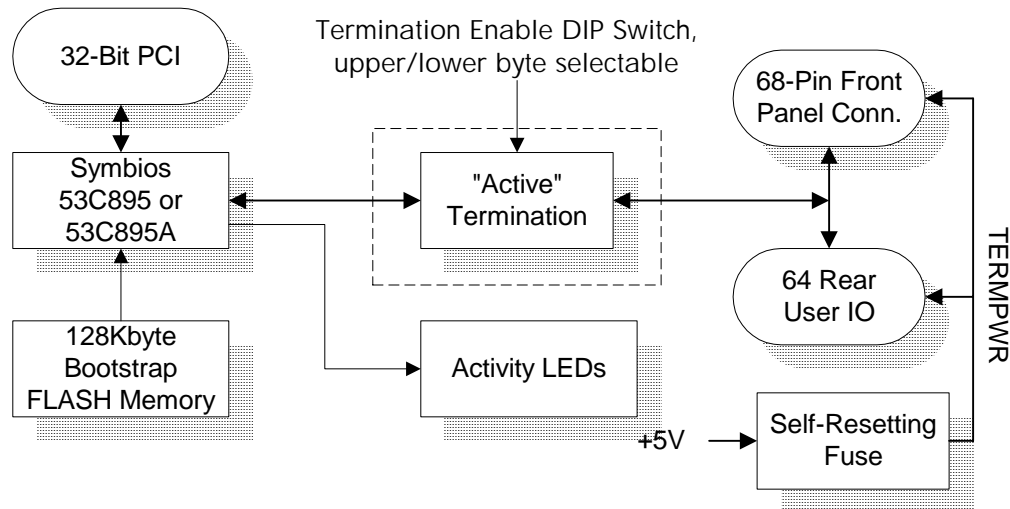 32-Bit PCI
Termination Enable DIP Switch,
upper/lower byte selectable
68-Pin Front
Panel Conn.
Symbios
53C895 or
53C895A
"Active"
Termination
64 Rear
User IO
TERMPWR
128Kbyte
Bootstrap
FLASH Memory
Activity LEDs
+5V
Self-Resetting
Fuse